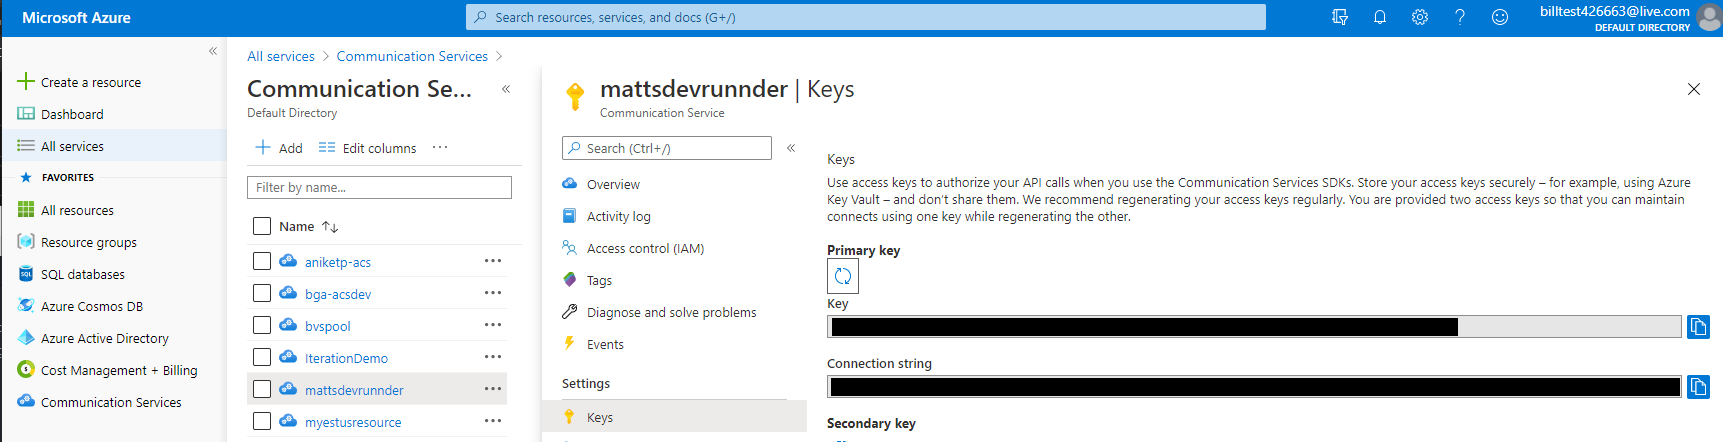 Microsoft Azure
Search resources, services, and docs (G+/)
billtest426663@live.com
DEFAULT DIRECTORY
Create a resource
Dashboard
All services
FAVORITES
All resources
Resource groups
SQL databases
Azure Cosmos DB
Azure Active Directory
Cost Management + Billing
Communication Services
All services > Communication Services >
Communication Se...
Default Directory
Add
Edit columns
Filter by name...
Name
aniketp-acs
bga-acsdev
bvspool
IterationDemo
mattsdevrunnder
myestusresource
mattsdevrunnder | Keys
Communication Service
Search (Ctrl+/)
Overview
Activity log
Access control (IAM)
Tags
Diagnose and solve problems
Events
Settings
Keys
Keys
Use access keys to authorize your API calls when you use the Communication Services SDKs. Store your access keys securely – for example, using Azure
Key Vault – and don't share them. We recommend regenerating your access keys regularly. You are provided two access keys so that you can maintain
connects using one key while regenerating the other.
Primary key
Key
Connection string
Secondary key